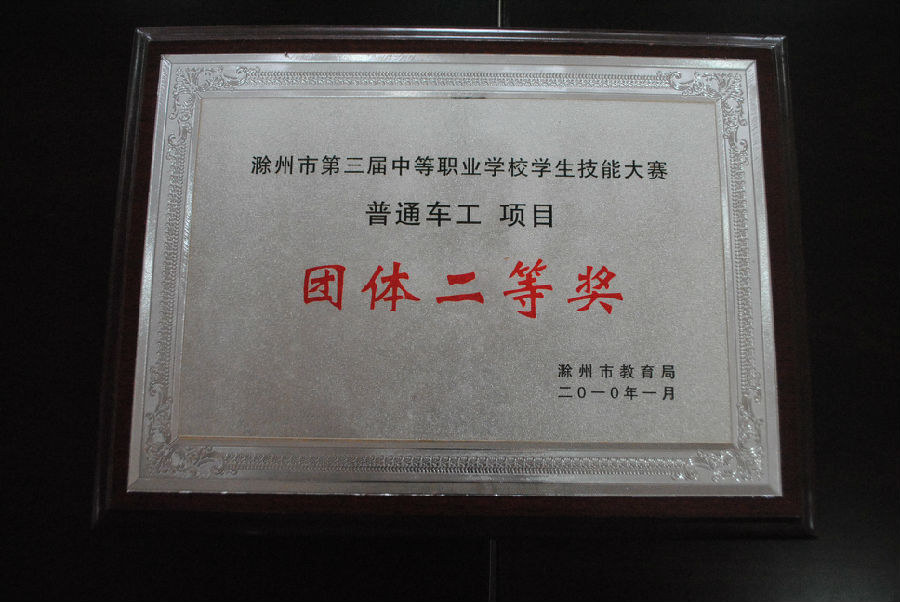 滁州市第三届中等职业学校学生技能大赛
普通车工 项目
团体二等奖
滁州市教育局
二〇一〇年一月